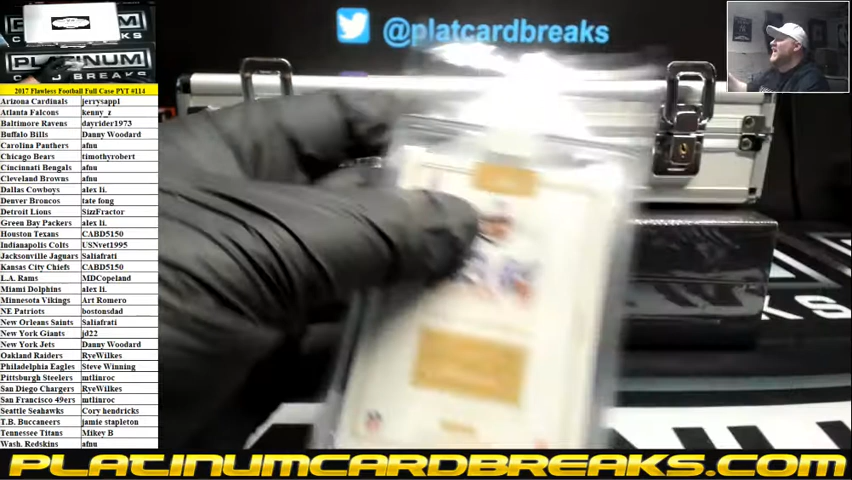 @platcardbreaks
PLATINUM
CARD BREAKS
2017 Flawless Football Full Case PYT #114
Arizona Cardinals jerrysappl
Atlanta Falcons kenny_z
Baltimore Ravens dayrider1973
Buffalo Bills Danny Woodard
Carolina Panthers afnu
Chicago Bears timothyrobert
Cincinnati Bengals afnu
Cleveland Browns afnu
Dallas Cowboys alex li.
Denver Broncos tate fong
Detroit Lions SizzFractor
Green Bay Packers alex li.
Houston Texans CABD5150
Indianapolis Colts USNvet1995
Jacksonville Jaguars Saliafrati
Kansas City Chiefs CABD5150
L.A. Rams MDCopeland
Miami Dolphins alex li.
Minnesota Vikings Art Romero
NE Patriots bostonsdad
New Orleans Saints Saliafrati
New York Giants jd22
New York Jets Danny Woodard
Oakland Raiders RyeWilkes
Philadelphia Eagles Steve Winning
Pittsburgh Steelers mtlinroc
San Diego Chargers RyeWilkes
San Francisco 49ers mtlinroc
Seattle Seahawks Cory hendricks
T.B. Buccaneers jamie stapleton
Tennessee Titans Mikey B
Wash. Redskins afnu
PLATINUMCARDBREAKS.COM